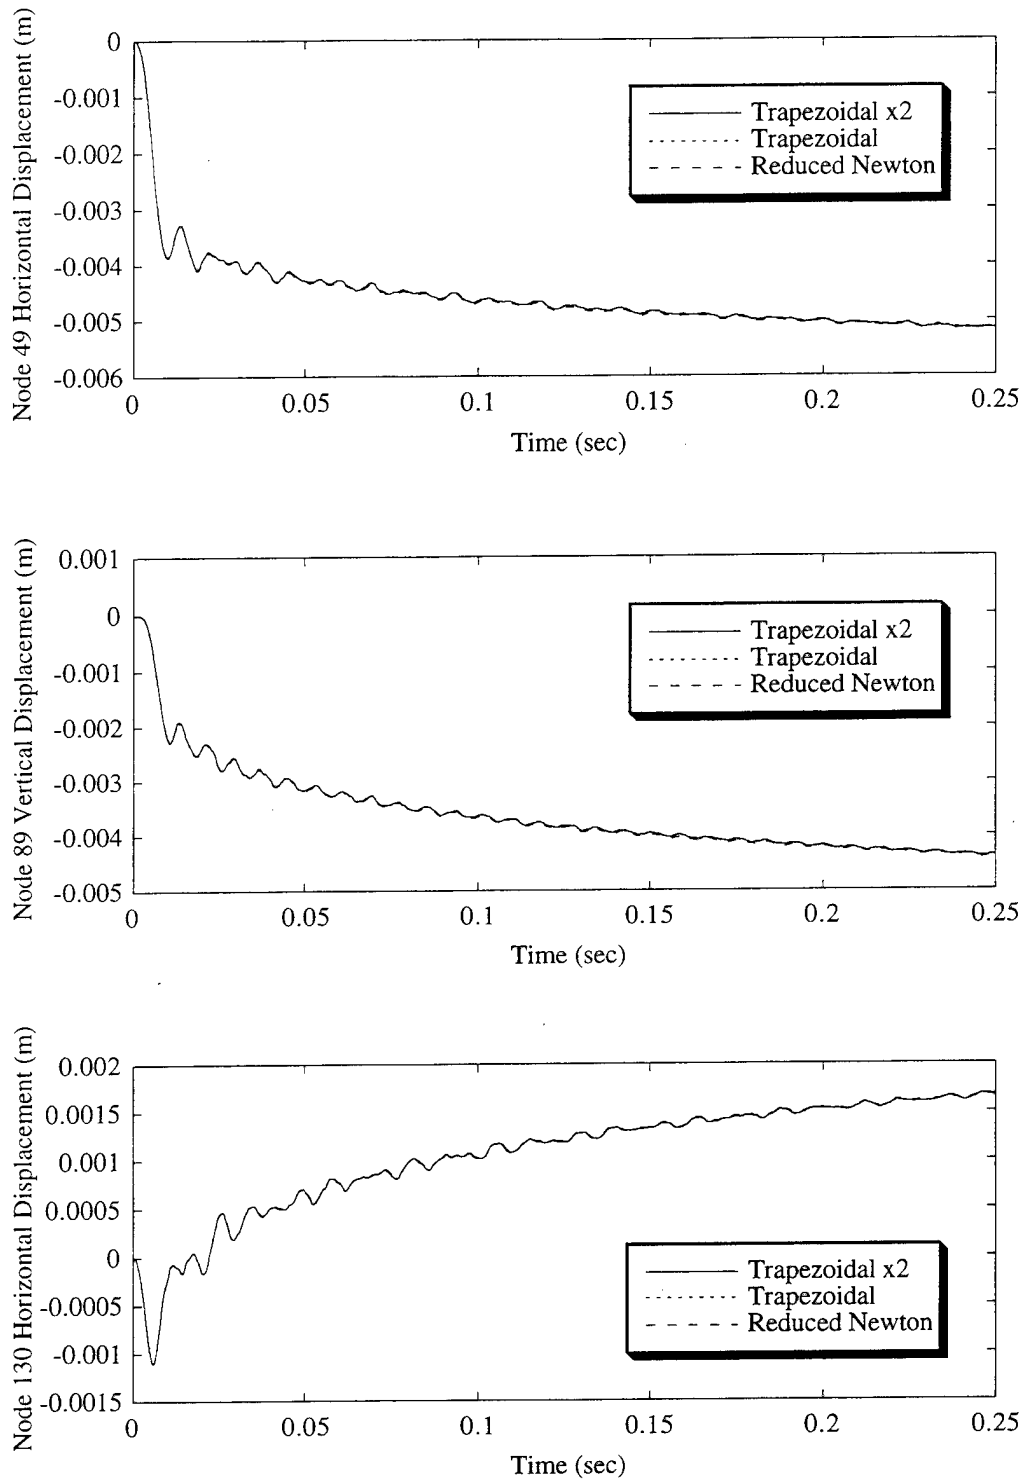 Node 49 Horizontal Displacement (m)
0
-0.001
-0.002
-0.003
-0.004
-0.005
-0.006
0
0.05
0.1
0.15
0.2
0.25
Time (sec)
Trapezoidal x2
Trapezoidal
Reduced Newton
Node 89 Vertical Displacement (m)
0.001
0
-0.001
-0.002
-0.003
-0.004
-0.005
0
0.05
0.1
0.15
0.2
0.25
Time (sec)
Trapezoidal x2
Trapezoidal
Reduced Newton
Node 130 Horizontal Displacement (m)
0.002
0.0015
0.001
0.0005
0
-0.0005
-0.001
-0.0015
0
0.05
0.1
0.15
0.2
0.25
Time (sec)
Trapezoidal x2
Trapezoidal
Reduced Newton